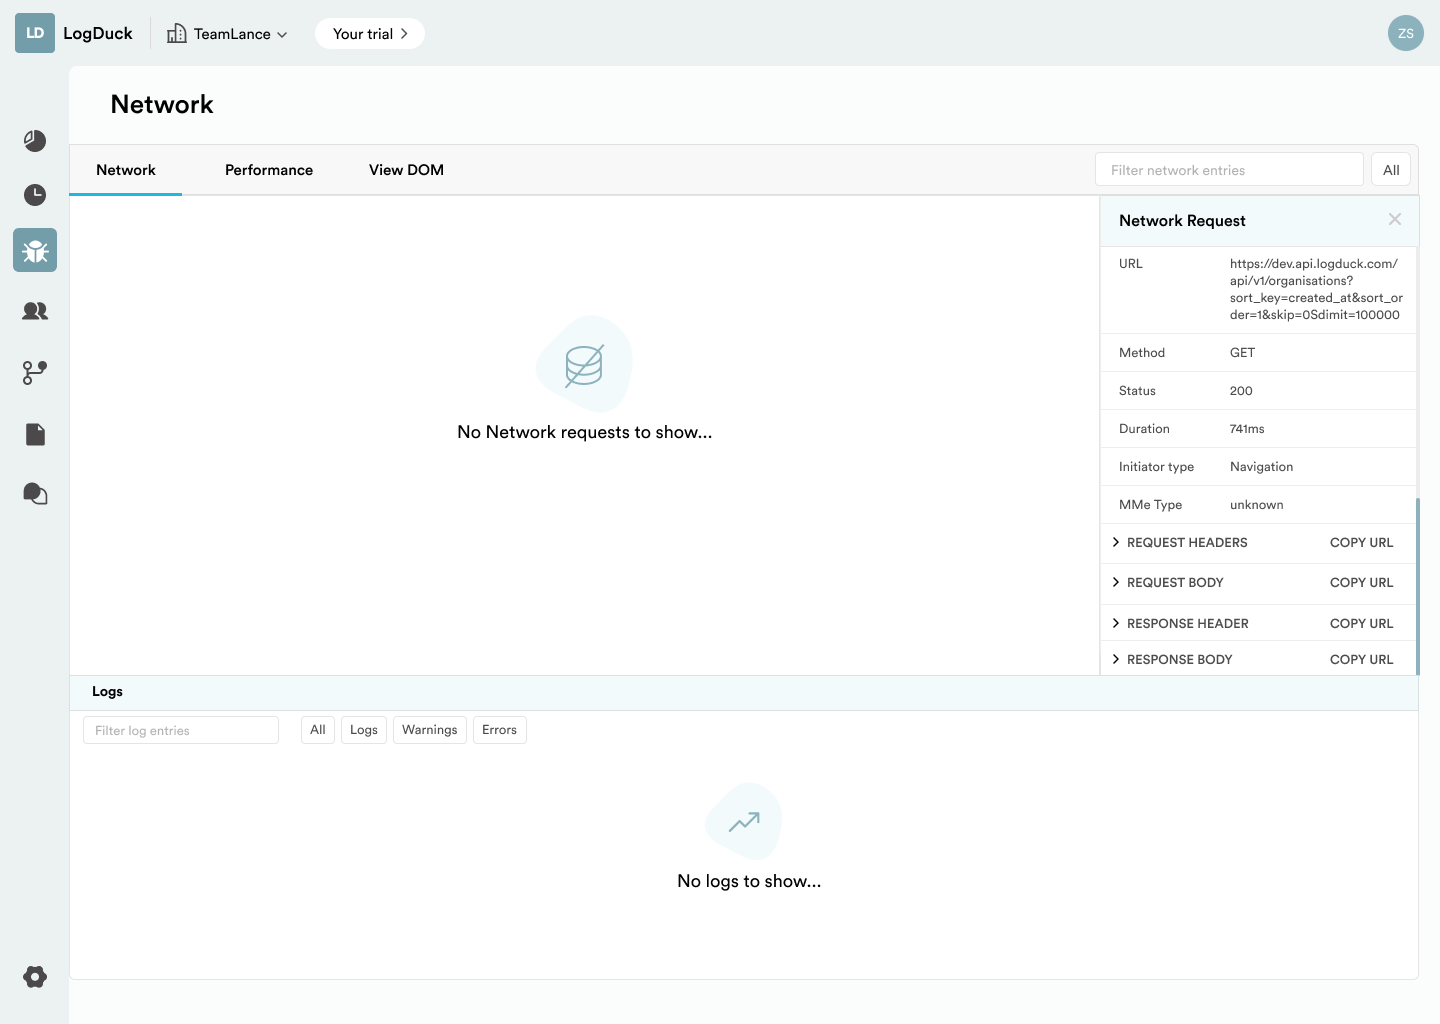 LD LogDuck TeamLance Your trial ZS
Network
Network Performance View DOM Filter network entries All
Network Request
URL https://dev.api.logduck.com/
api/v1/organisations?
sort_key=created_at&sort_or
der=1&skip=0Sdimit=100000
Method GET
Status 200
Duration 741ms
Initiator type Navigation
MMe Type unknown
REQUEST HEADERS COPY URL
REQUEST BODY COPY URL
RESPONSE HEADER COPY URL
RESPONSE BODY COPY URL
No Network requests to show...
Logs
Filter log entries All Logs Warnings Errors
No logs to show...